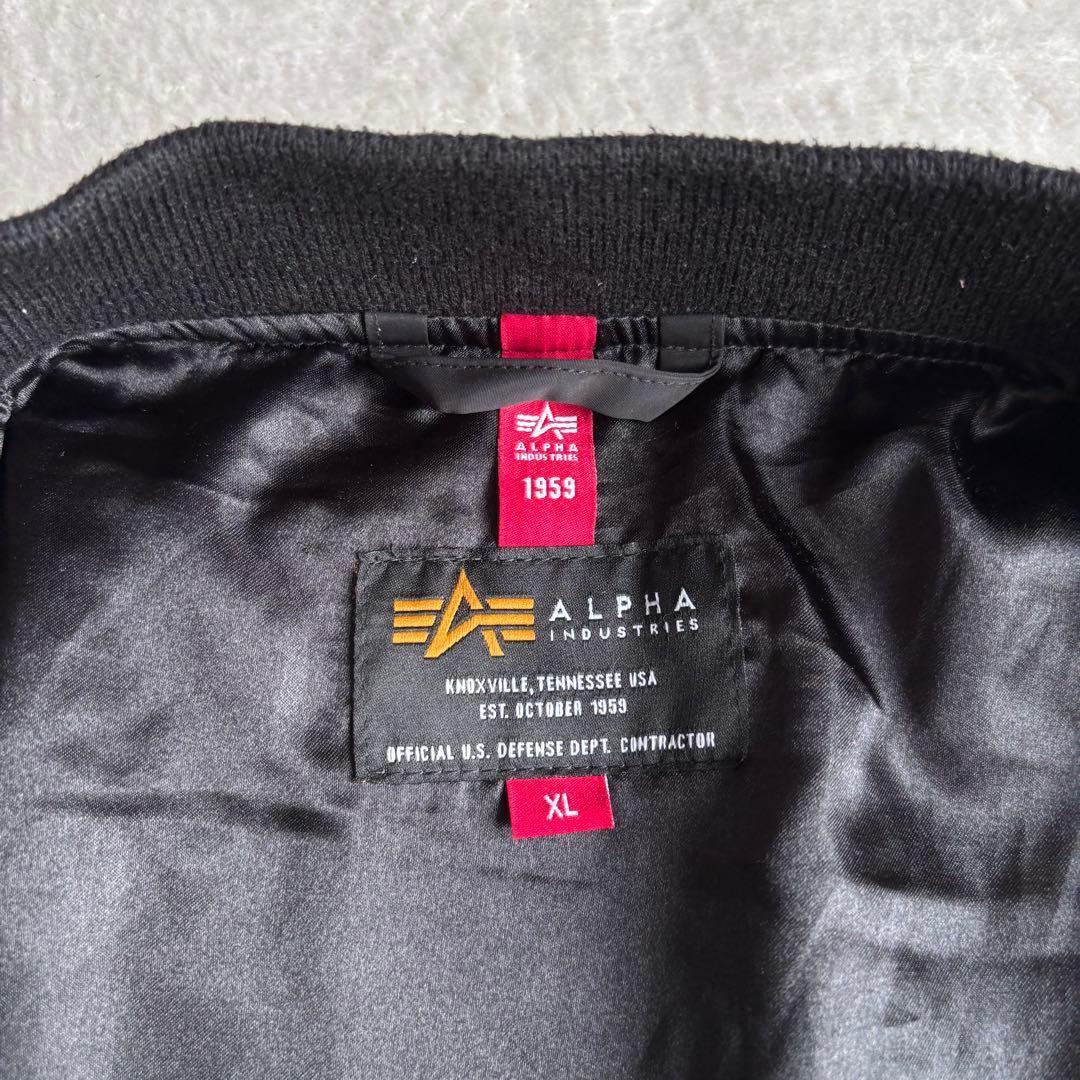 ALPHA
INDUSTRIES
1959
ALPHA
INDUSTRIES
KNOXVILLE, TENNESSEE USA
EST. OCTOBER 1959
OFFICIAL U.S. DEFENSE DEPT. CONTRACTOR
XL